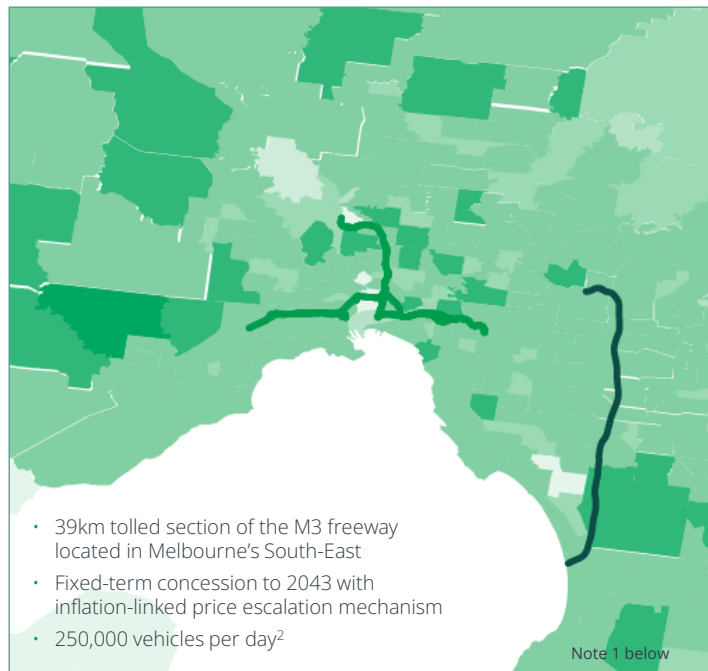 • 39km tolled section of the M3 freeway
located in Melbourne's South-East
• Fixed-term concession to 2043 with
inflation-linked price escalation mechanism
• 250,000 vehicles per day²
Note 1 below